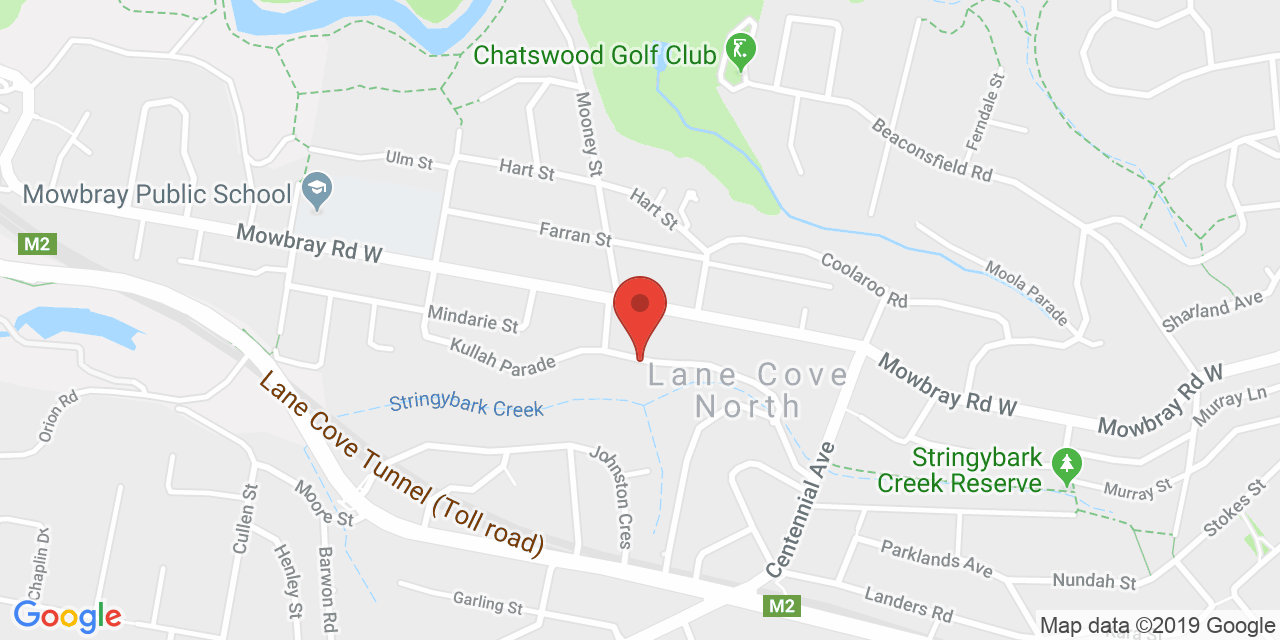 Chatswood Golf Club
Mooney St
Beaconsfield Rd
Ferndale St
Ulm St
Hart St
Mowbray Public School
Hart St
M2
Mowbray Rd W
Farran St
Coolaroo Rd
Moola Parade
Sharland Ave
Mindarie St
Kullah Parade
Lane Cove
North
Mowbray Rd W
Mowbray Rd W
Murray Ln
Orion Rd
Stringybark Creek
Lane Cove Tunnel (Toll road)
Johnston Cres
Centennial Ave
Stringybark
Creek Reserve
Murray St
Stokes St
Moore St
Cullen St
Chaplin Dr
Henley St
Barwon Rd
Parklands Ave
Nundah St
Garling St
M2
Landers Rd
Google
Map data ©2019 Google